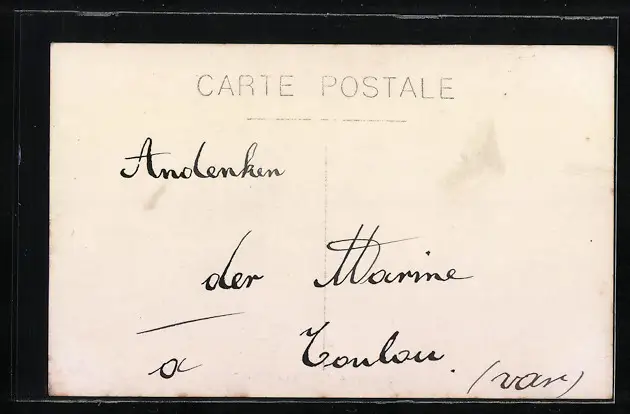 CARTE POSTALE
Andenken
der Marine
a Toulon.
(var)